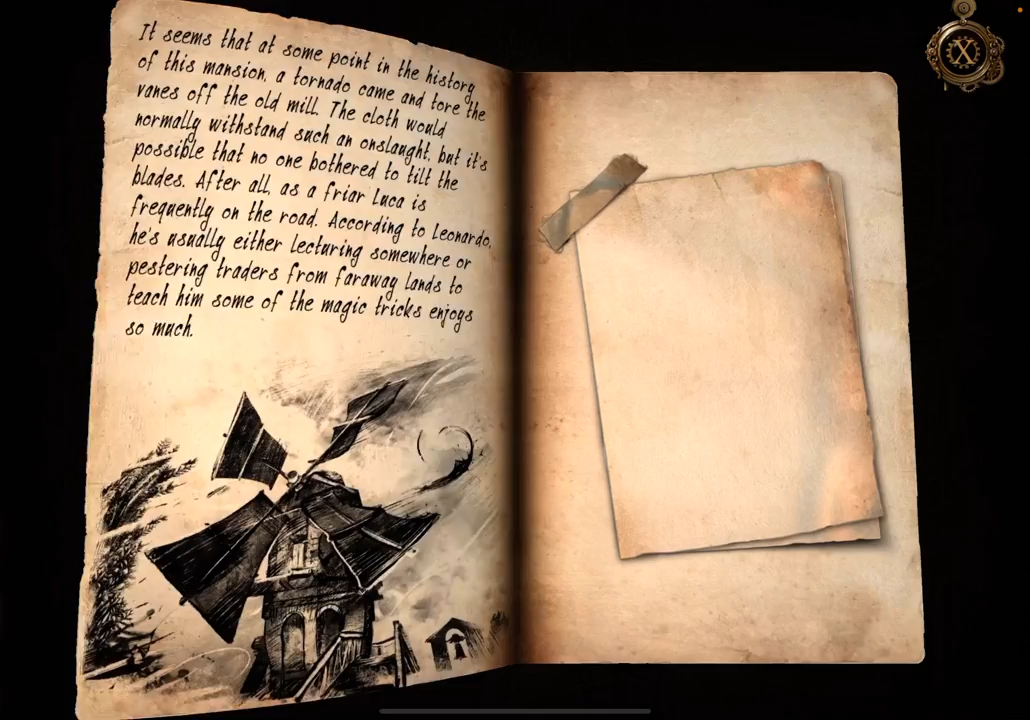 It seems that at some point in the history
of this mansion, a tornado came and tore the
vanes off the old mill. The cloth would
normally withstand such an onslaught, but it's
possible that no one bothered to tilt the
blades. After all, as a friar Luca is
frequently on the road. According to Leonardo,
he's usually either lecturing somewhere or
pestering traders from faraway lands to
teach him some of the magic tricks enjoys
so much.
X